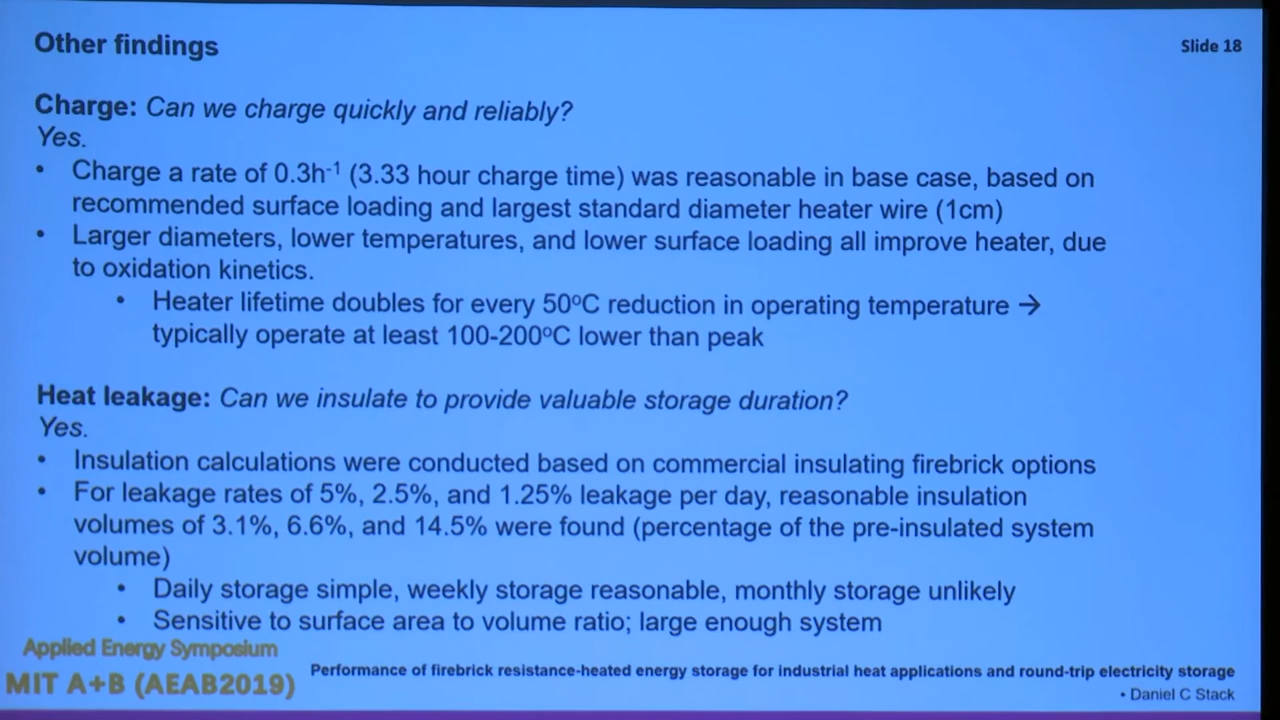 Other findings
Slide 18
Charge: Can we charge quickly and reliably?
Yes.
• Charge a rate of 0.3h⁻¹ (3.33 hour charge time) was reasonable in base case, based on
recommended surface loading and largest standard diameter heater wire (1cm)
• Larger diameters, lower temperatures, and lower surface loading all improve heater, due
to oxidation kinetics.
• Heater lifetime doubles for every 50ºC reduction in operating temperature →
typically operate at least 100-200ºC lower than peak
Heat leakage: Can we insulate to provide valuable storage duration?
Yes.
• Insulation calculations were conducted based on commercial insulating firebrick options
• For leakage rates of 5%, 2.5%, and 1.25% leakage per day, reasonable insulation
volumes of 3.1%, 6.6%, and 14.5% were found (percentage of the pre-insulated system
volume)
• Daily storage simple, weekly storage reasonable, monthly storage unlikely
• Sensitive to surface area to volume ratio; large enough system
Applied Energy Symposium
MIT A+B (AEAB2019)
Performance of firebrick resistance-heated energy storage for industrial heat applications and round-trip electricity storage
• Daniel C Stack